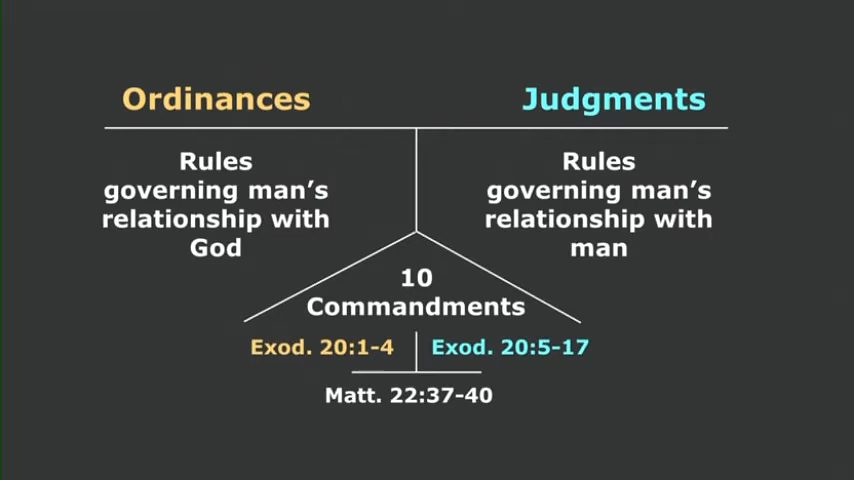 Ordinances
Judgments
Rules
governing man's
relationship with
God
Rules
governing man's
relationship with
man
10
Commandments
Exod. 20:1-4
Exod. 20:5-17
Matt. 22:37-40